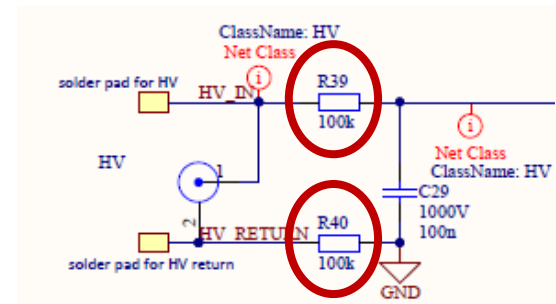 ClassName: HV
Net Class
i
solder pad for HV
HV_IN
R39
100k
i
Net Class
ClassName: HV
HV
1
2
C29
1000V
100n
HV_RETURN
R40
100k
solder pad for HV return
GND